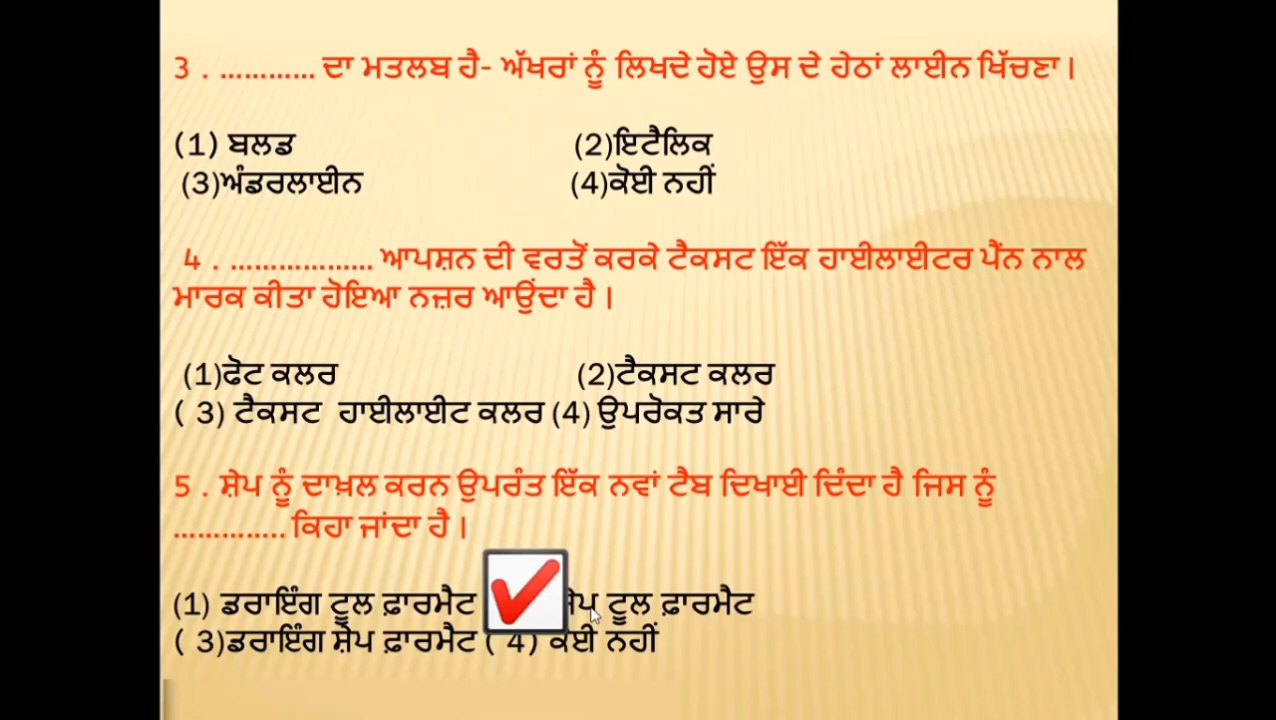 3 . ............ ਦਾ ਮਤਲਬ ਹੈ- ਅੱਖਰਾਂ ਨੂੰ ਲਿਖਦੇ ਹੋਏ ਉਸ ਦੇ ਹੇਠਾਂ ਲਾਈਨ ਖਿੱਚਣਾ।
(1) ਬਲਡ (2)ਇਟੈਲਿਕ
(3)ਅੰਡਰਲਾਈਨ (4)ਕੋਈ ਨਹੀਂ
4 . .................. ਆਪਸ਼ਨ ਦੀ ਵਰਤੋਂ ਕਰਕੇ ਟੈਕਸਟ ਇੱਕ ਹਾਈਲਾਈਟਰ ਪੈੱਨ ਨਾਲ
ਮਾਰਕ ਕੀਤਾ ਹੋਇਆ ਨਜ਼ਰ ਆਉਂਦਾ ਹੈ।
(1)ਫੋਟ ਕਲਰ (2)ਟੈਕਸਟ ਕਲਰ
( 3) ਟੈਕਸਟ ਹਾਈਲਾਈਟ ਕਲਰ (4) ਉਪਰੋਕਤ ਸਾਰੇ
5 . ਸ਼ੇਪ ਨੂੰ ਦਾਖ਼ਲ ਕਰਨ ਉਪਰੰਤ ਇੱਕ ਨਵਾਂ ਟੈਬ ਦਿਖਾਈ ਦਿੰਦਾ ਹੈ ਜਿਸ ਨੂੰ
.............. ਕਿਹਾ ਜਾਂਦਾ ਹੈ।
(1) ਡਰਾਇੰਗ ਟੂਲ ਫ਼ਾਰਮੈਟ ਟੂਲ ਫ਼ਾਰਮੈਟ
( 3)ਡਰਾਇੰਗ ਸ਼ੇਪ ਫ਼ਾਰਮੈਟ ( 4) ਕੋਈ ਨਹੀਂ